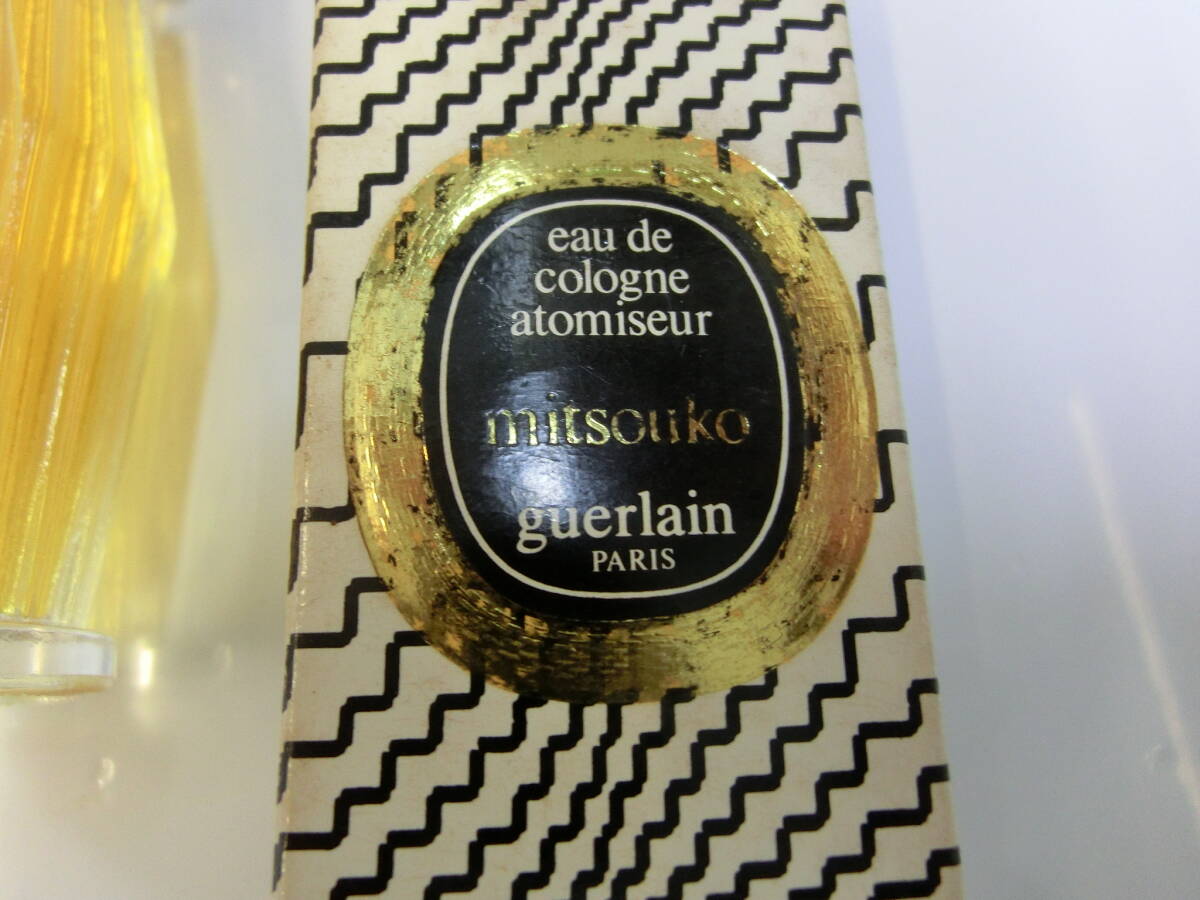 eau de
cologne
atomiseur
mitsouko
guerlain
PARIS